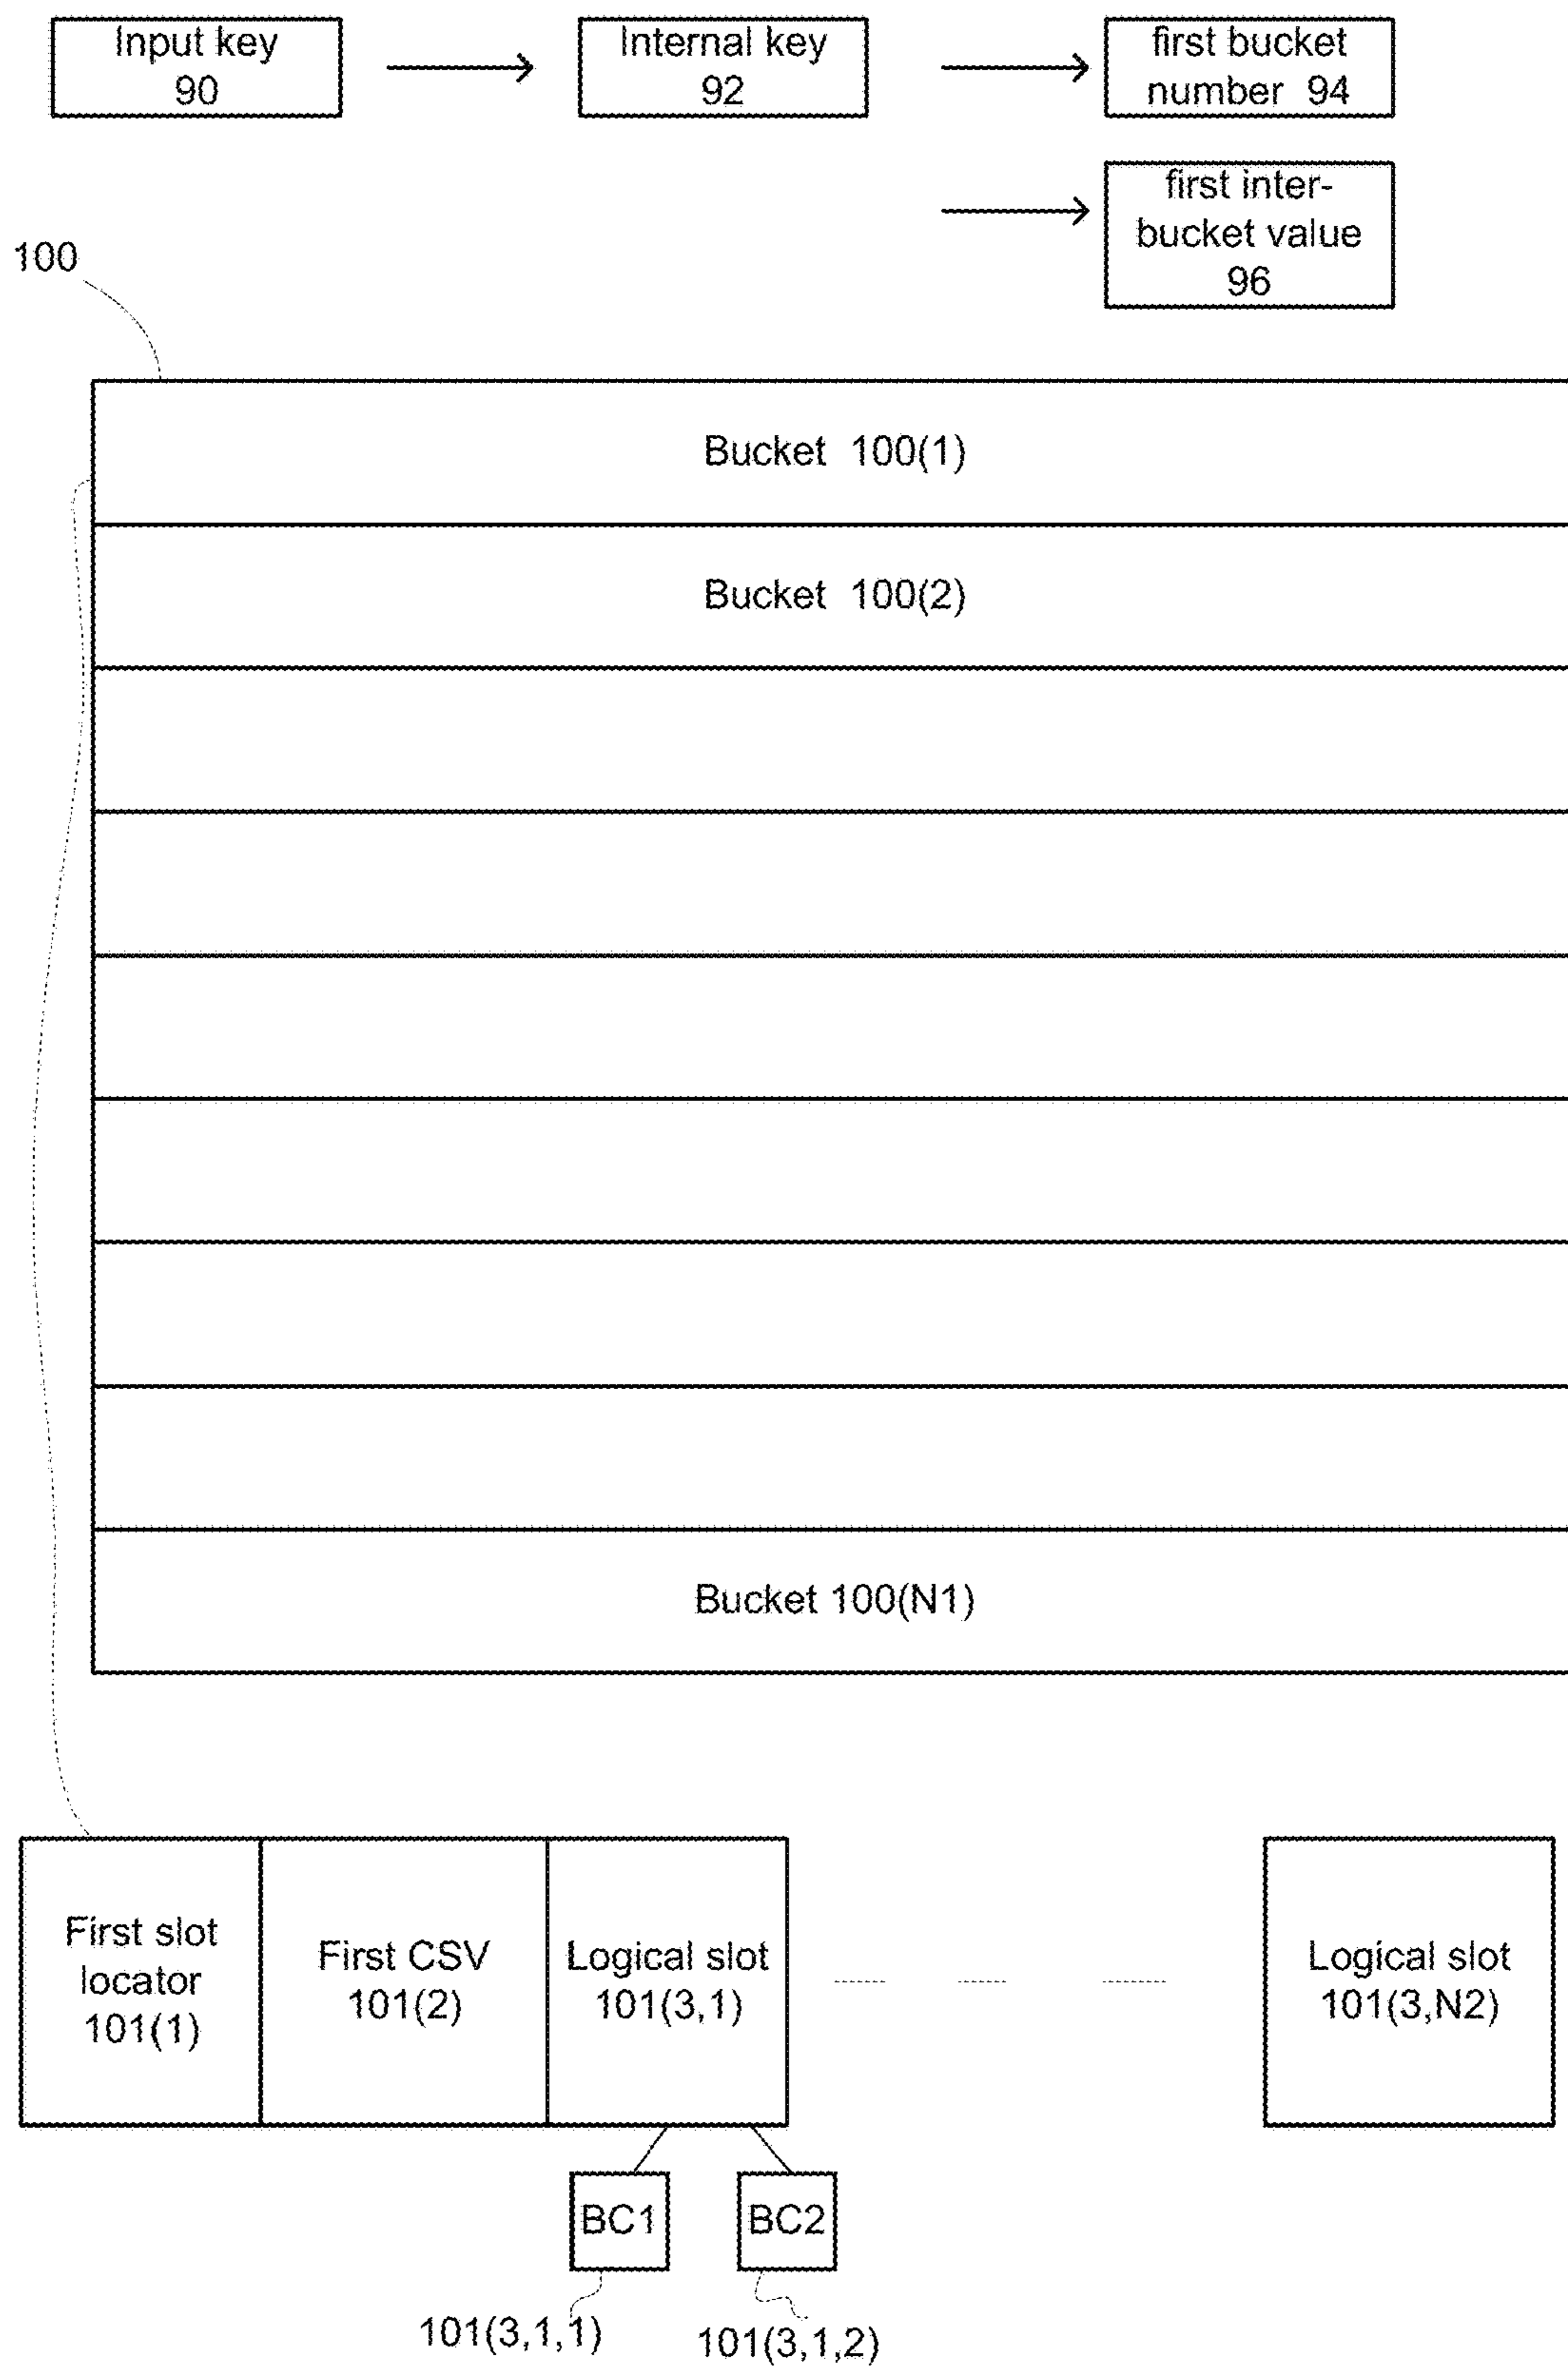 Input key
90
Internal key
92
first bucket
number 94
first inter-
bucket value
96
100
Bucket 100(1)
Bucket 100(2)
Bucket 100(N1)
First slot
locator
101(1)
First CSV
101(2)
Logical slot
101(3,1)
Logical slot
101(3,N2)
BC1
BC2
101(3,1,1)
101(3,1,2)